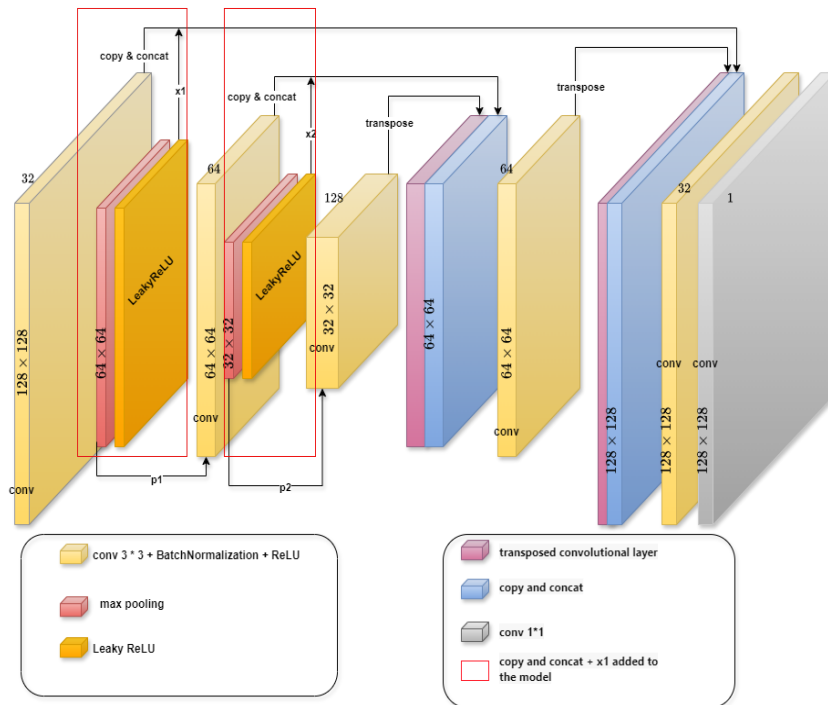 copy & concat
x1
copy & concat
x2
transpose
transpose
32
64
128
64
32
1
LeakyReLU
LeakyReLU
128 × 128
64 × 64
64 × 64
32 × 32
32 × 32
64 × 64
64 × 64
128 × 128
128 × 128
128 × 128
conv
conv
conv
conv
conv
conv
p1
p2
conv 3 * 3 + BatchNormalization + ReLU
max pooling
Leaky ReLU
transposed convolutional layer
copy and concat
conv 1*1
copy and concat + x1 added to
the model